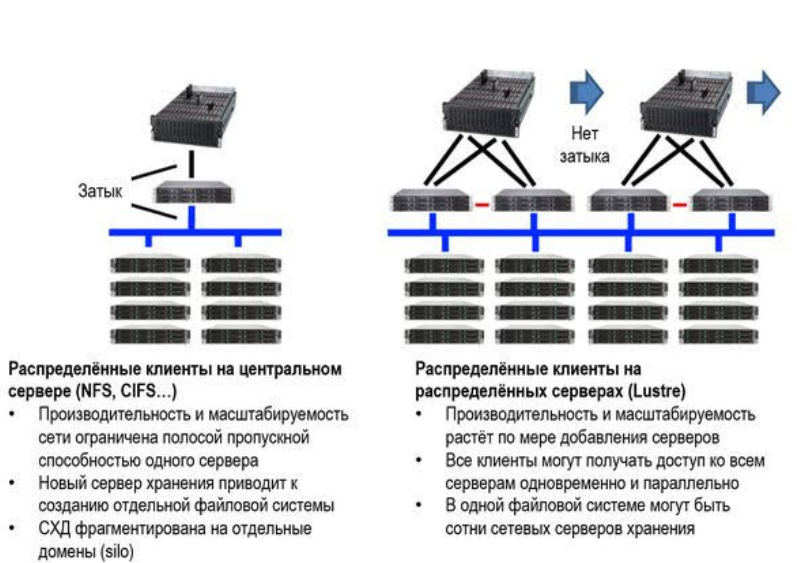 Затык
Нет
затыка
Распределённые клиенты на центральном
сервере (NFS, CIFS…)
• Производительность и масштабируемость
сети ограничена полосой пропускной
способностью одного сервера
• Новый сервер хранения приводит к
созданию отдельной файловой системы
• СХД фрагментирована на отдельные
домены (silo)
Распределённые клиенты на
распределённых серверах (Lustre)
• Производительность и масштабируемость
растёт по мере добавления серверов
• Все клиенты могут получать доступ ко всем
серверам одновременно и параллельно
• В одной файловой системе могут быть
сотни сетевых серверов хранения